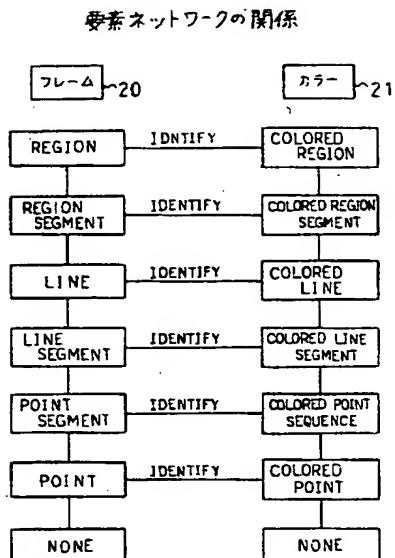 要素ネットワークの関係
フレーム 20
カラー 21
REGION
IDNTIFY
COLORED
REGION
REGION
SEGMENT
IDENTIFY
COLORED REGION
SEGMENT
LINE
IDENTIFY
COLORED
LINE
LINE
SEGMENT
IDENTIFY
COLORED LINE
SEGMENT
POINT
SEGMENT
IDENTIFY
COLORED POINT
SEQUENCE
POINT
IDENTIFY
COLORED
POINT
NONE
NONE